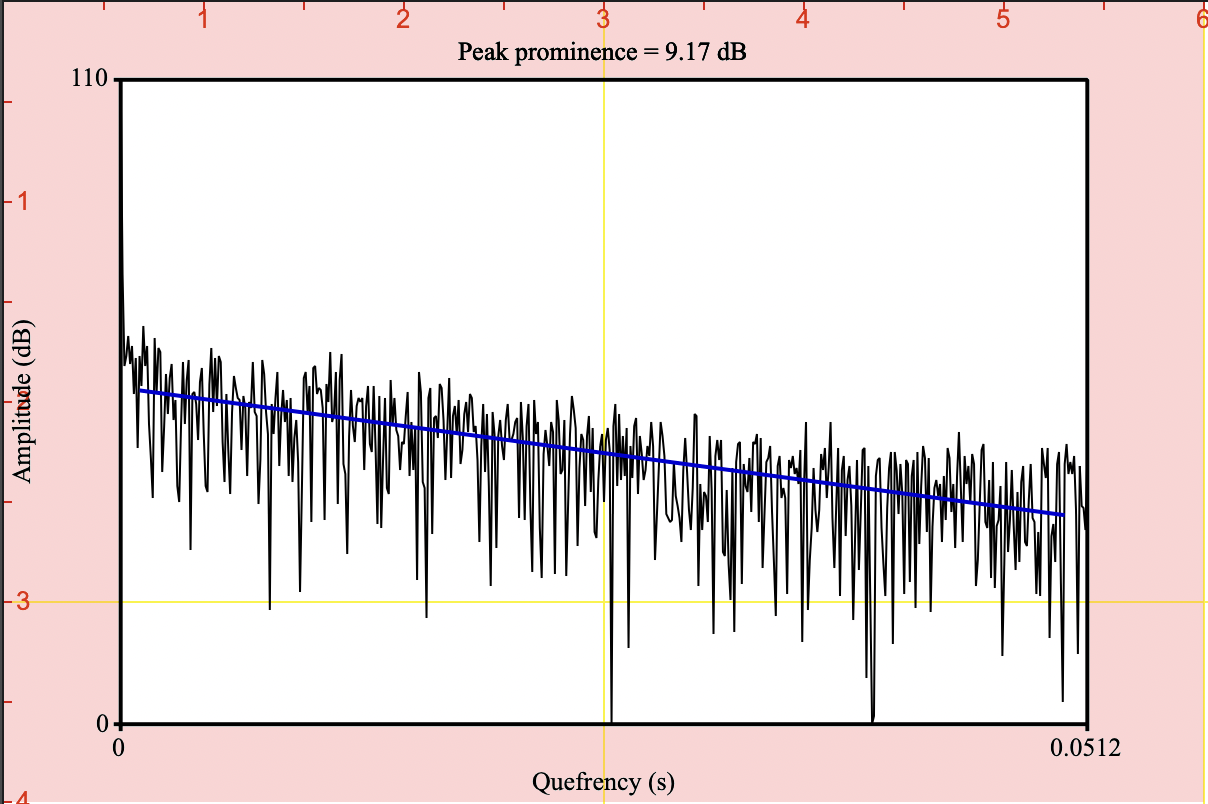 1 2 3 4 5 6
Peak prominence = 9.17 dB
110
1
2
Amplitude (dB)
3
0
0 0.0512
Quefrency (s)
4